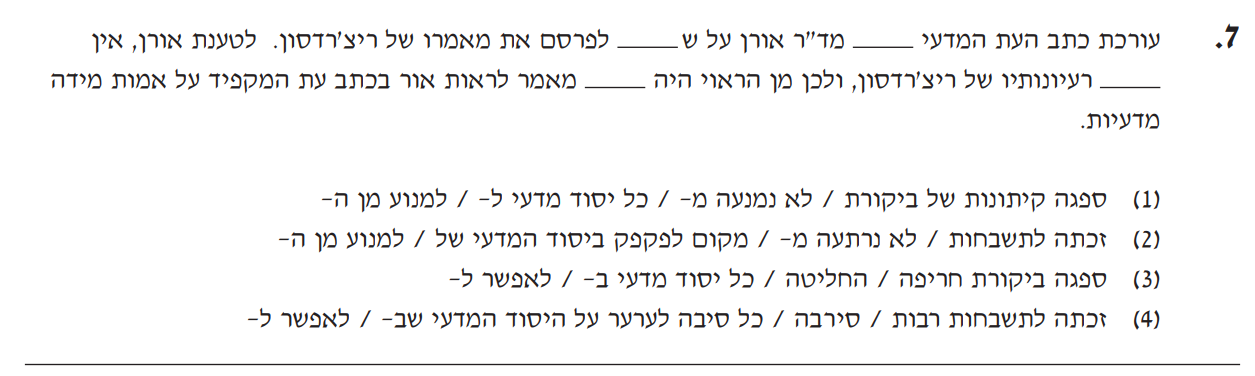 7. עורכת כתב העת המדעי _____ מד"ר אורן על ש_____ לפרסם את מאמרו של ריצ'רדסון. לטענת אורן, אין
_____ רעיונותיו של ריצ'רדסון, ולכן מן הראוי היה _____ מאמר לראות אור בכתב עת המקפיד על אמות מידה
מדעיות.
(1) ספגה קיתונות של ביקורת / לא נמנעה מ- / כל יסוד מדעי ל- / למנוע מן ה-
(2) זכתה לתשבחות / לא נרתעה מ- / מקום לפקפק ביסוד המדעי של / למנוע מן ה-
(3) ספגה ביקורת חריפה / החליטה / כל יסוד מדעי ב- / לאפשר ל-
(4) זכתה לתשבחות רבות / סירבה / כל סיבה לערער על היסוד המדעי שב- / לאפשר ל-